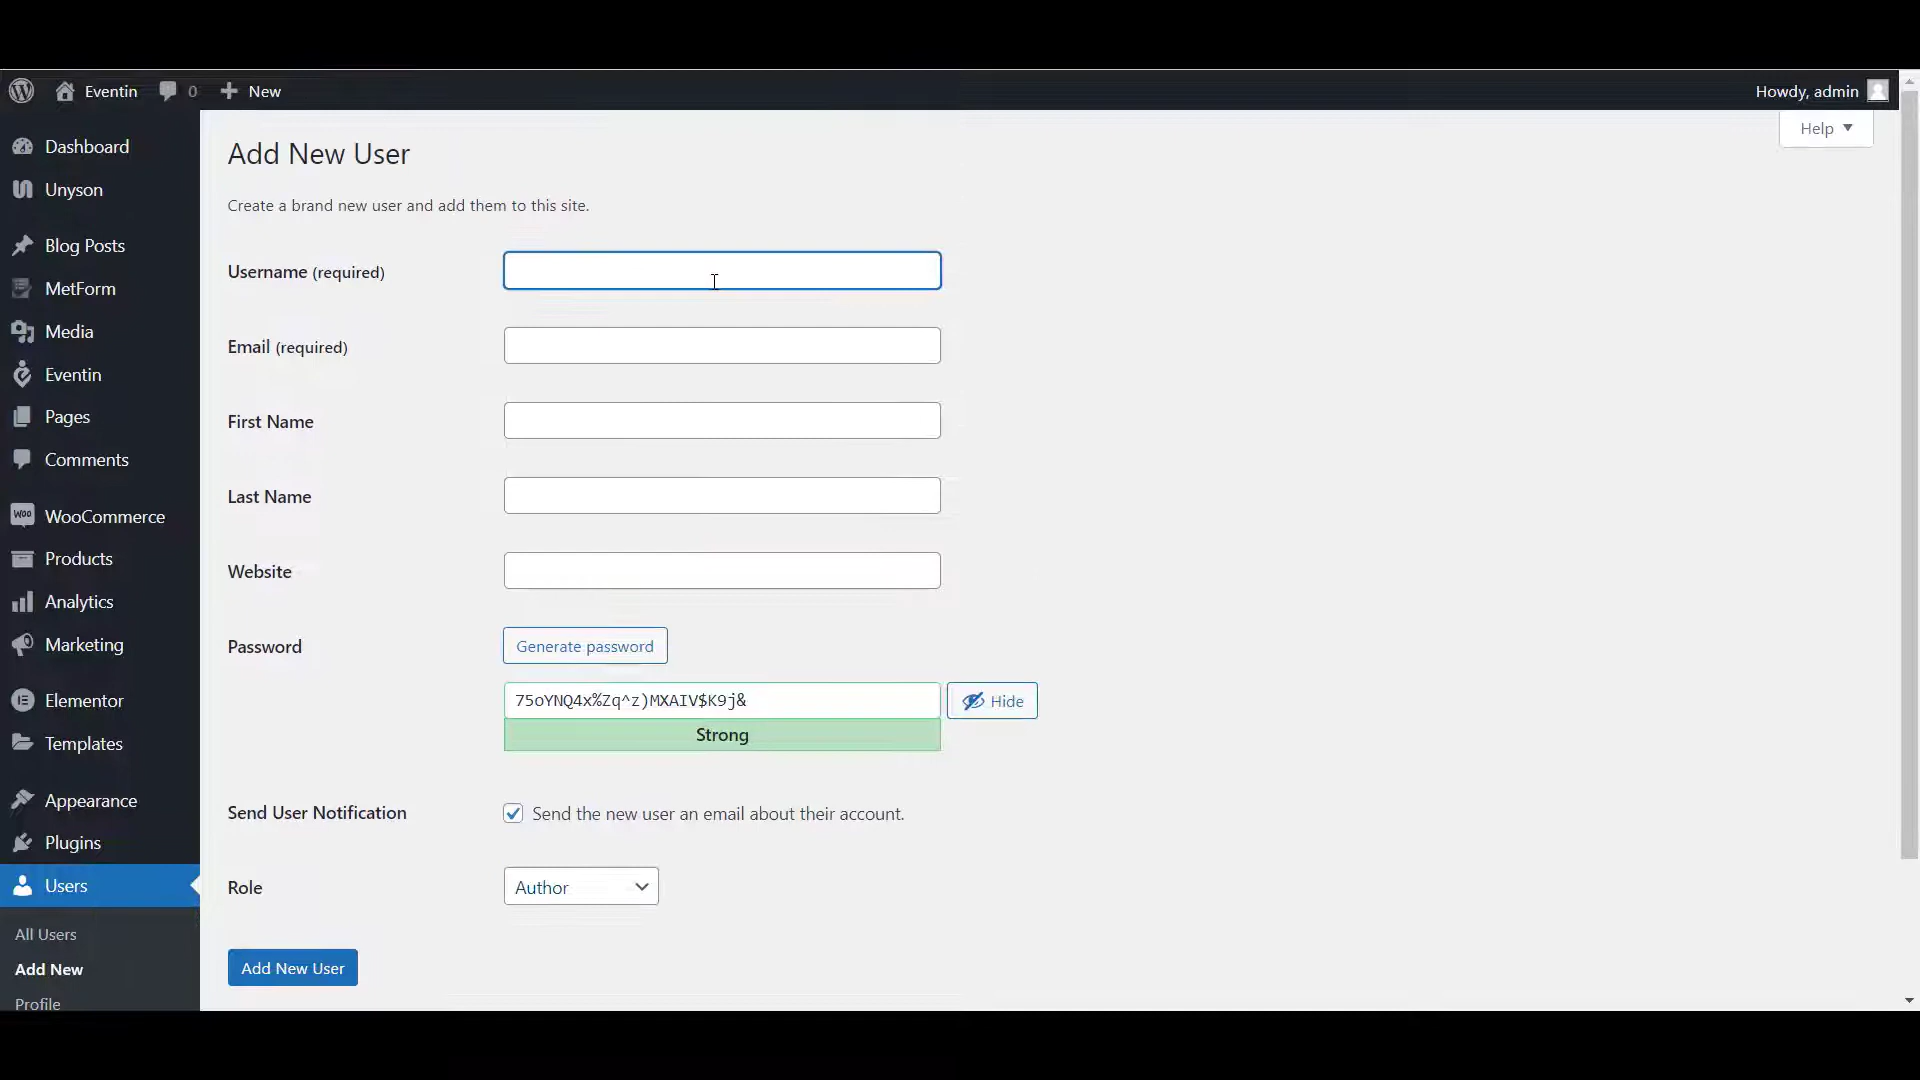 Eventin 0 New Howdy, admin
Help
Dashboard
Unyson
Blog Posts
MetForm
Media
Eventin
Pages
Comments
Woo WooCommerce
Products
Analytics
Marketing
Elementor
Templates
Appearance
Plugins
Users
All Users
Add New
Profile
Add New User
Create a brand new user and add them to this site.
Username (required)
Email (required)
First Name
Last Name
Website
Password Generate password
75oYNQ4x%Zq^z)MXAIV$K9j& Hide
Strong
Send User Notification Send the new user an email about their account.
Role Author
Add New User